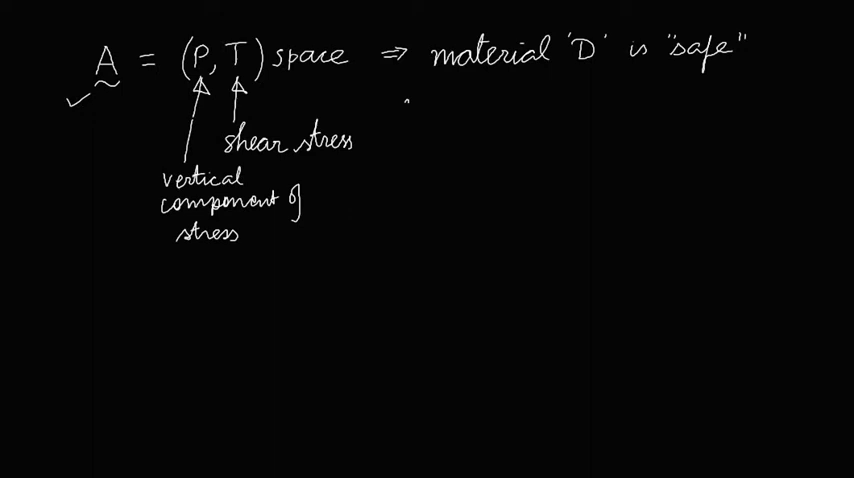 A = (P, T) space ⇒ material 'D' is "safe"
shear stress
vertical
component of
stress